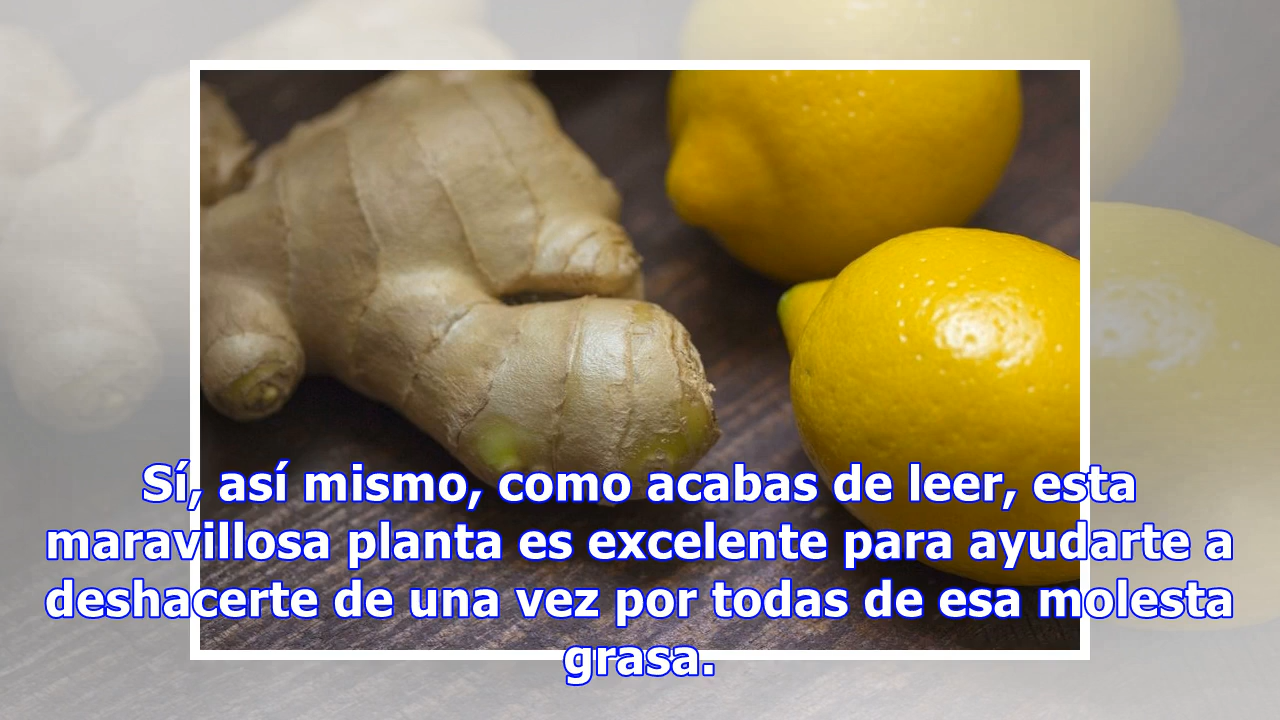 Sí, así mismo, como acabas de leer, esta
maravillosa planta es excelente para ayudarte a
deshacerte de una vez por todas de esa molesta
grasa.